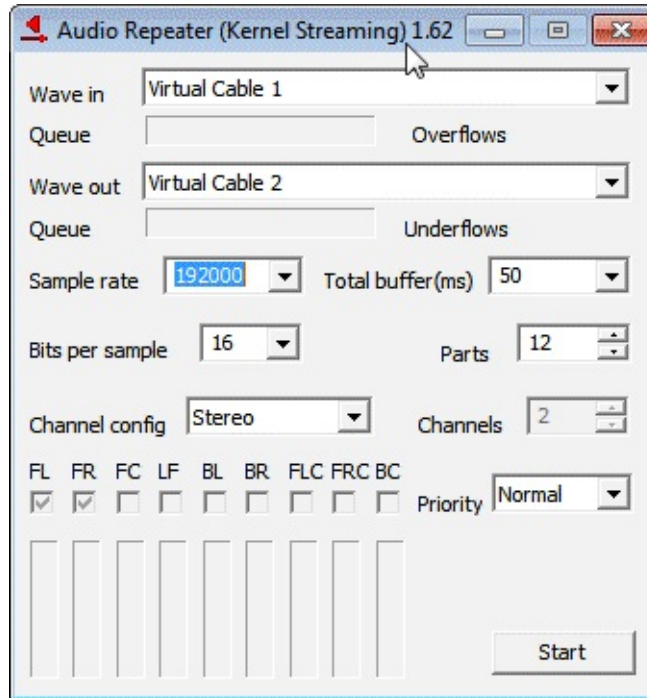 Audio Repeater (Kernel Streaming) 1.62
Wave in Virtual Cable 1
Queue Overflows
Wave out Virtual Cable 2
Queue Underflows
Sample rate 192000 Total buffer(ms) 50
Bits per sample 16 Parts 12
Channel config Stereo Channels 2
FL FR FC LF BL BR FLC FRC BC
Priority Normal
Start